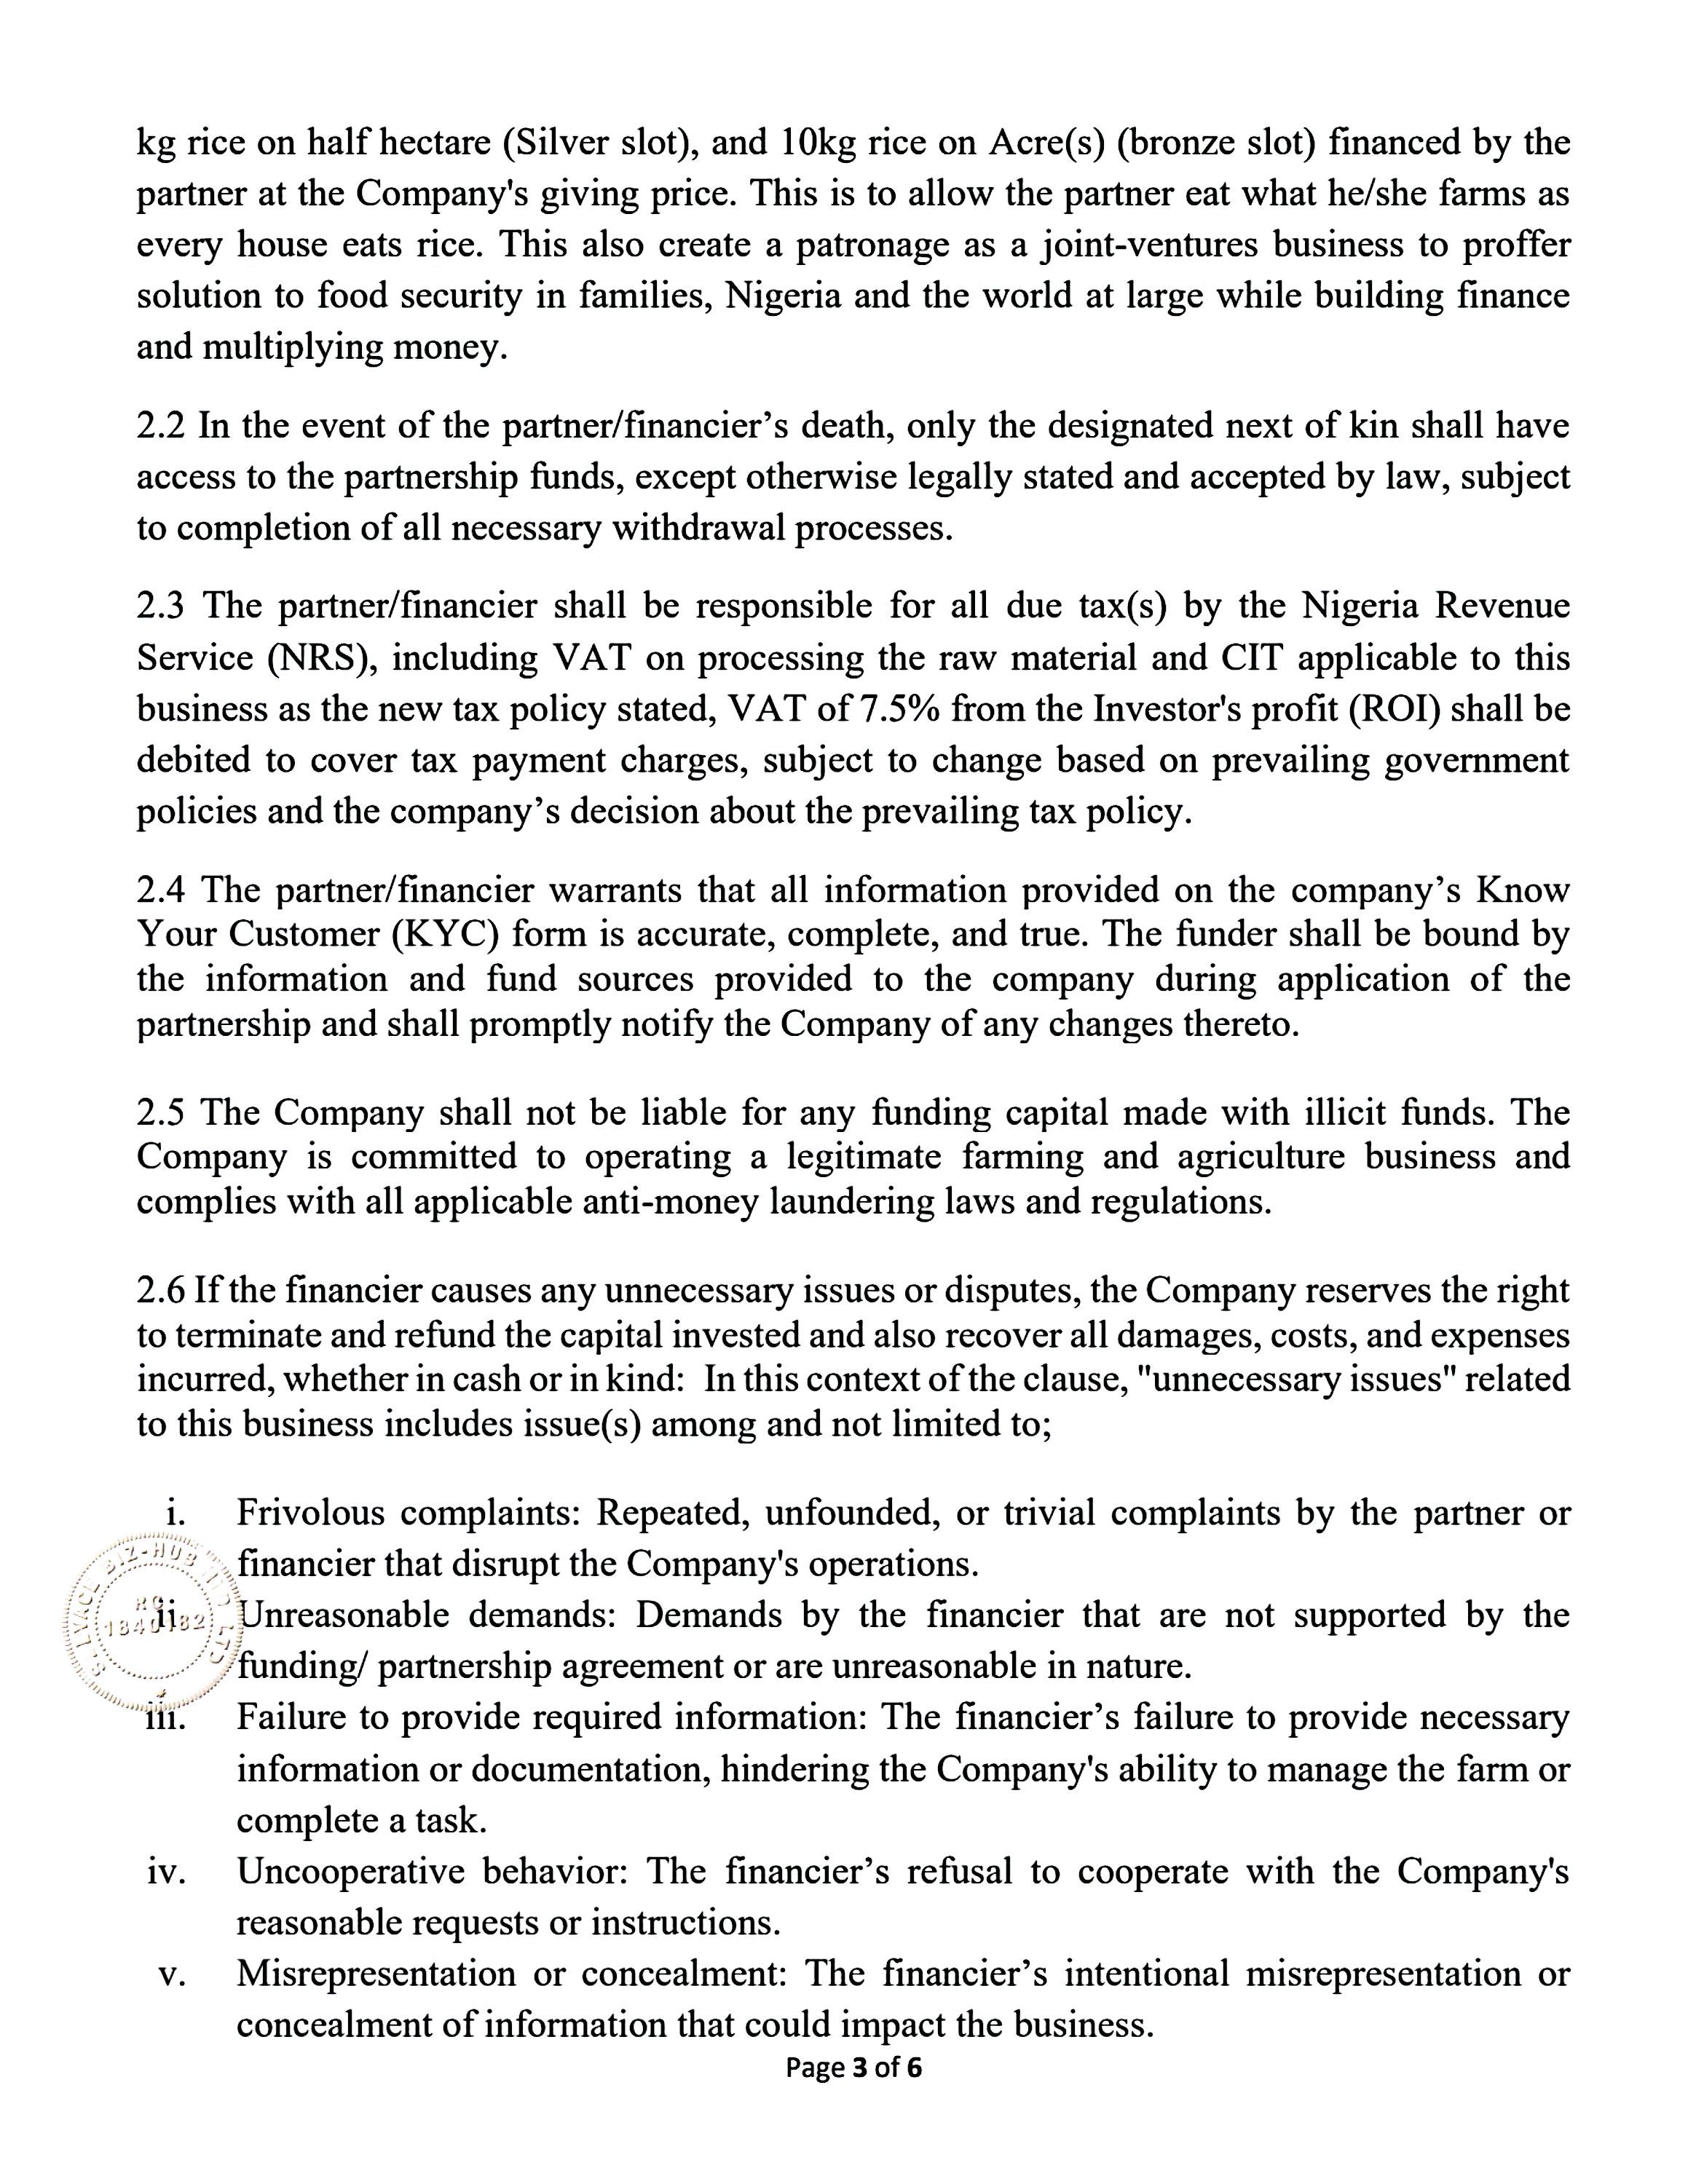 kg rice on half hectare (Silver slot), and 10kg rice on Acre(s) (bronze slot) financed by the
partner at the Company's giving price. This is to allow the partner eat what he/she farms as
every house eats rice. This also create a patronage as a joint-ventures business to proffer
solution to food security in families, Nigeria and the world at large while building finance
and multiplying money.
2.2 In the event of the partner/financier’s death, only the designated next of kin shall have
access to the partnership funds, except otherwise legally stated and accepted by law, subject
to completion of all necessary withdrawal processes.
2.3 The partner/financier shall be responsible for all due tax(s) by the Nigeria Revenue
Service (NRS), including VAT on processing the raw material and CIT applicable to this
business as the new tax policy stated, VAT of 7.5% from the Investor's profit (ROI) shall be
debited to cover tax payment charges, subject to change based on prevailing government
policies and the company’s decision about the prevailing tax policy.
2.4 The partner/financier warrants that all information provided on the company’s Know
Your Customer (KYC) form is accurate, complete, and true. The funder shall be bound by
the information and fund sources provided to the company during application of the
partnership and shall promptly notify the Company of any changes thereto.
2.5 The Company shall not be liable for any funding capital made with illicit funds. The
Company is committed to operating a legitimate farming and agriculture business and
complies with all applicable anti-money laundering laws and regulations.
2.6 If the financier causes any unnecessary issues or disputes, the Company reserves the right
to terminate and refund the capital invested and also recover all damages, costs, and expenses
incurred, whether in cash or in kind: In this context of the clause, "unnecessary issues" related
to this business includes issue(s) among and not limited to;
i. Frivolous complaints: Repeated, unfounded, or trivial complaints by the partner or
financier that disrupt the Company's operations.
ii. Unreasonable demands: Demands by the financier that are not supported by the
funding/ partnership agreement or are unreasonable in nature.
iii. Failure to provide required information: The financier’s failure to provide necessary
information or documentation, hindering the Company's ability to manage the farm or
complete a task.
iv. Uncooperative behavior: The financier’s refusal to cooperate with the Company's
reasonable requests or instructions.
v. Misrepresentation or concealment: The financier’s intentional misrepresentation or
concealment of information that could impact the business.
BIZ-HUB LTD
RC
1840182
Page 3 of 6